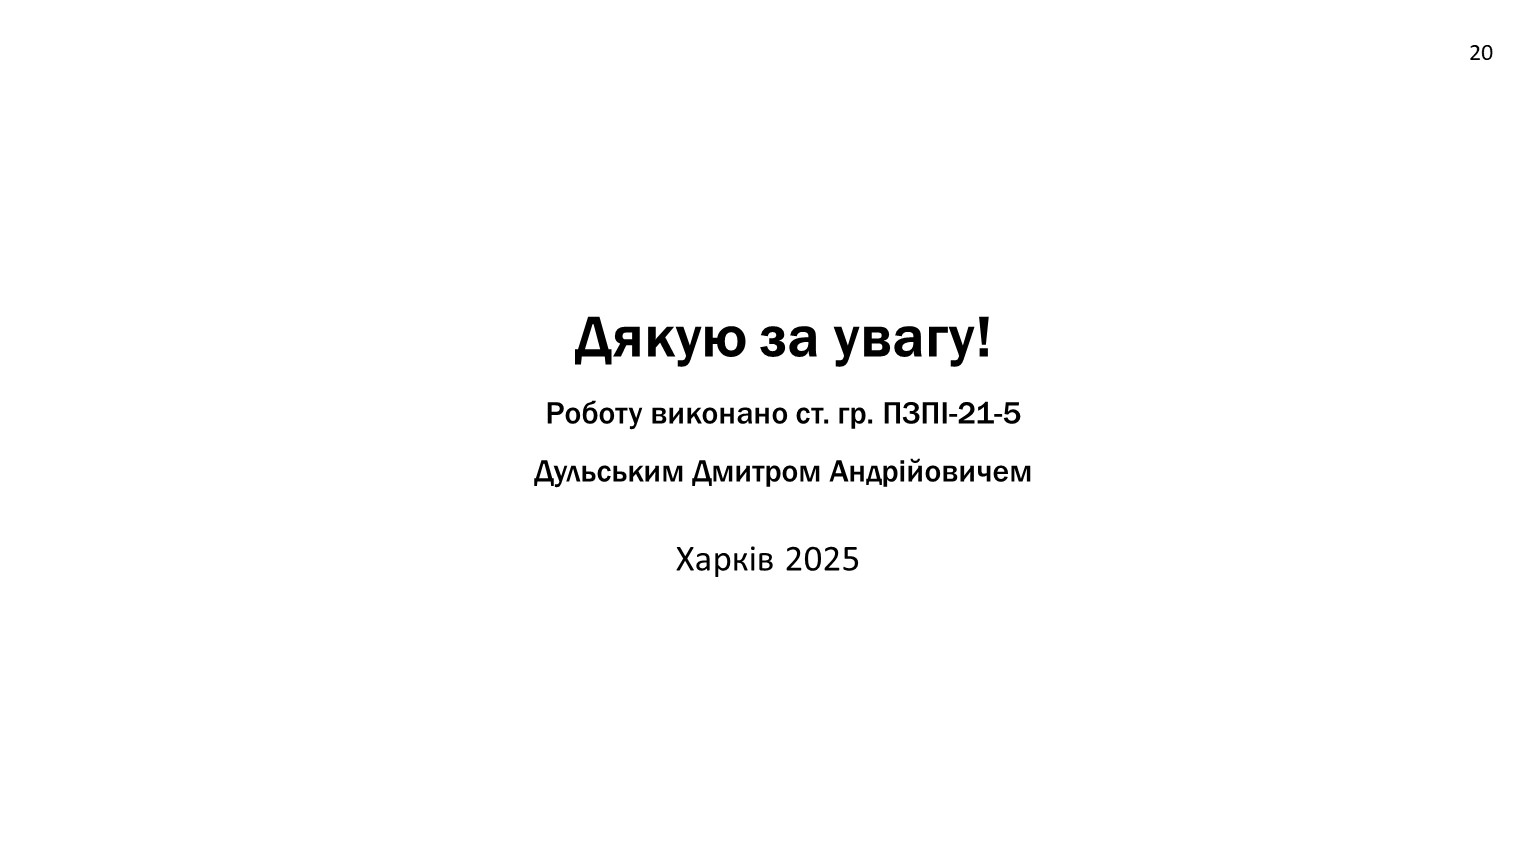 20
Дякую за увагу!
Роботу виконано ст. гр. ПЗПІ-21-5
Дульським Дмитром Андрійовичем
Харків 2025